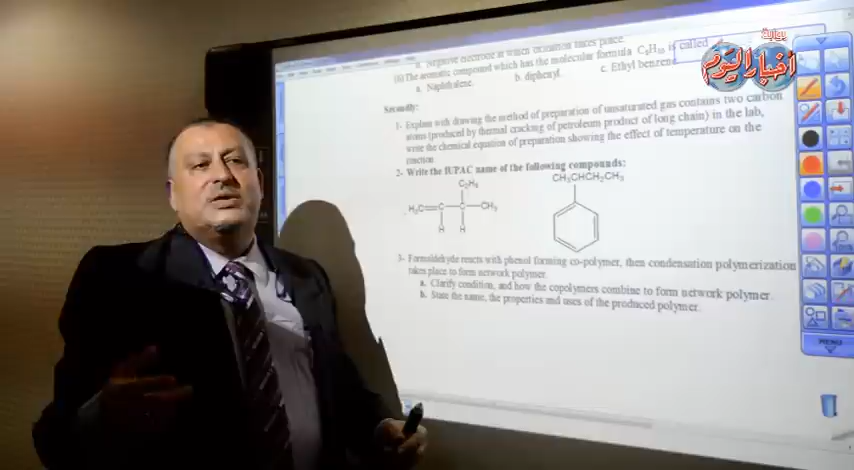 بوابة
أخبار اليوم
a. Negative electrode at which oxidation takes place.
(6) The aromatic compound which has the molecular formula C₈H₁₀ is called
a. Naphthalene. b. diphenyl. c. Ethyl benzene
Secondly:
1- Explain with drawing the method of preparation of unsaturated gas contains two carbon
atoms (produced by thermal cracking of petroleum product of long chain) in the lab,
write the chemical equation of preparation showing the effect of temperature on the
reaction
2- Write the IUPAC name of the following compounds:
C₂H₅ CH₃CHCH₂CH₃
H₂C=C—C—CH₃
H H
3- Formaldehyde reacts with phenol forming co-polymer, then condensation polymerization
takes place to form network polymer.
a. Clarify condition, and how the copolymers combine to form network polymer.
b. State the name, the properties and uses of the produced polymer.
MENU